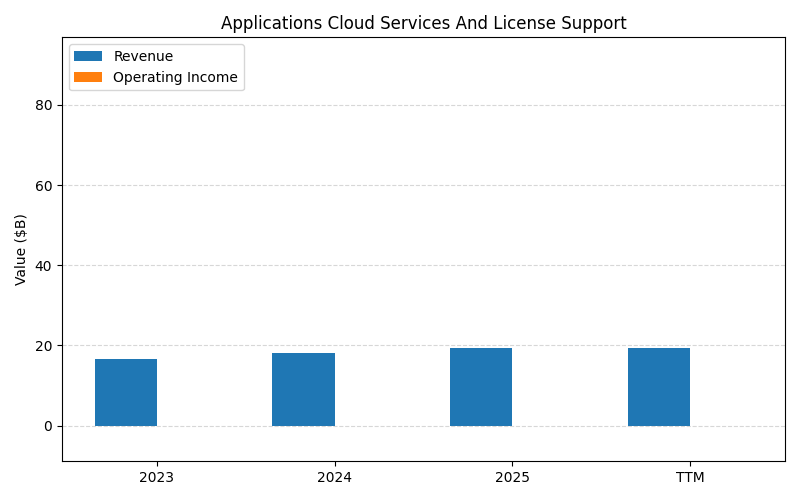 Applications Cloud Services And License Support
Revenue
Operating Income
Value ($B)
80
60
40
20
0
2023 2024 2025 TTM